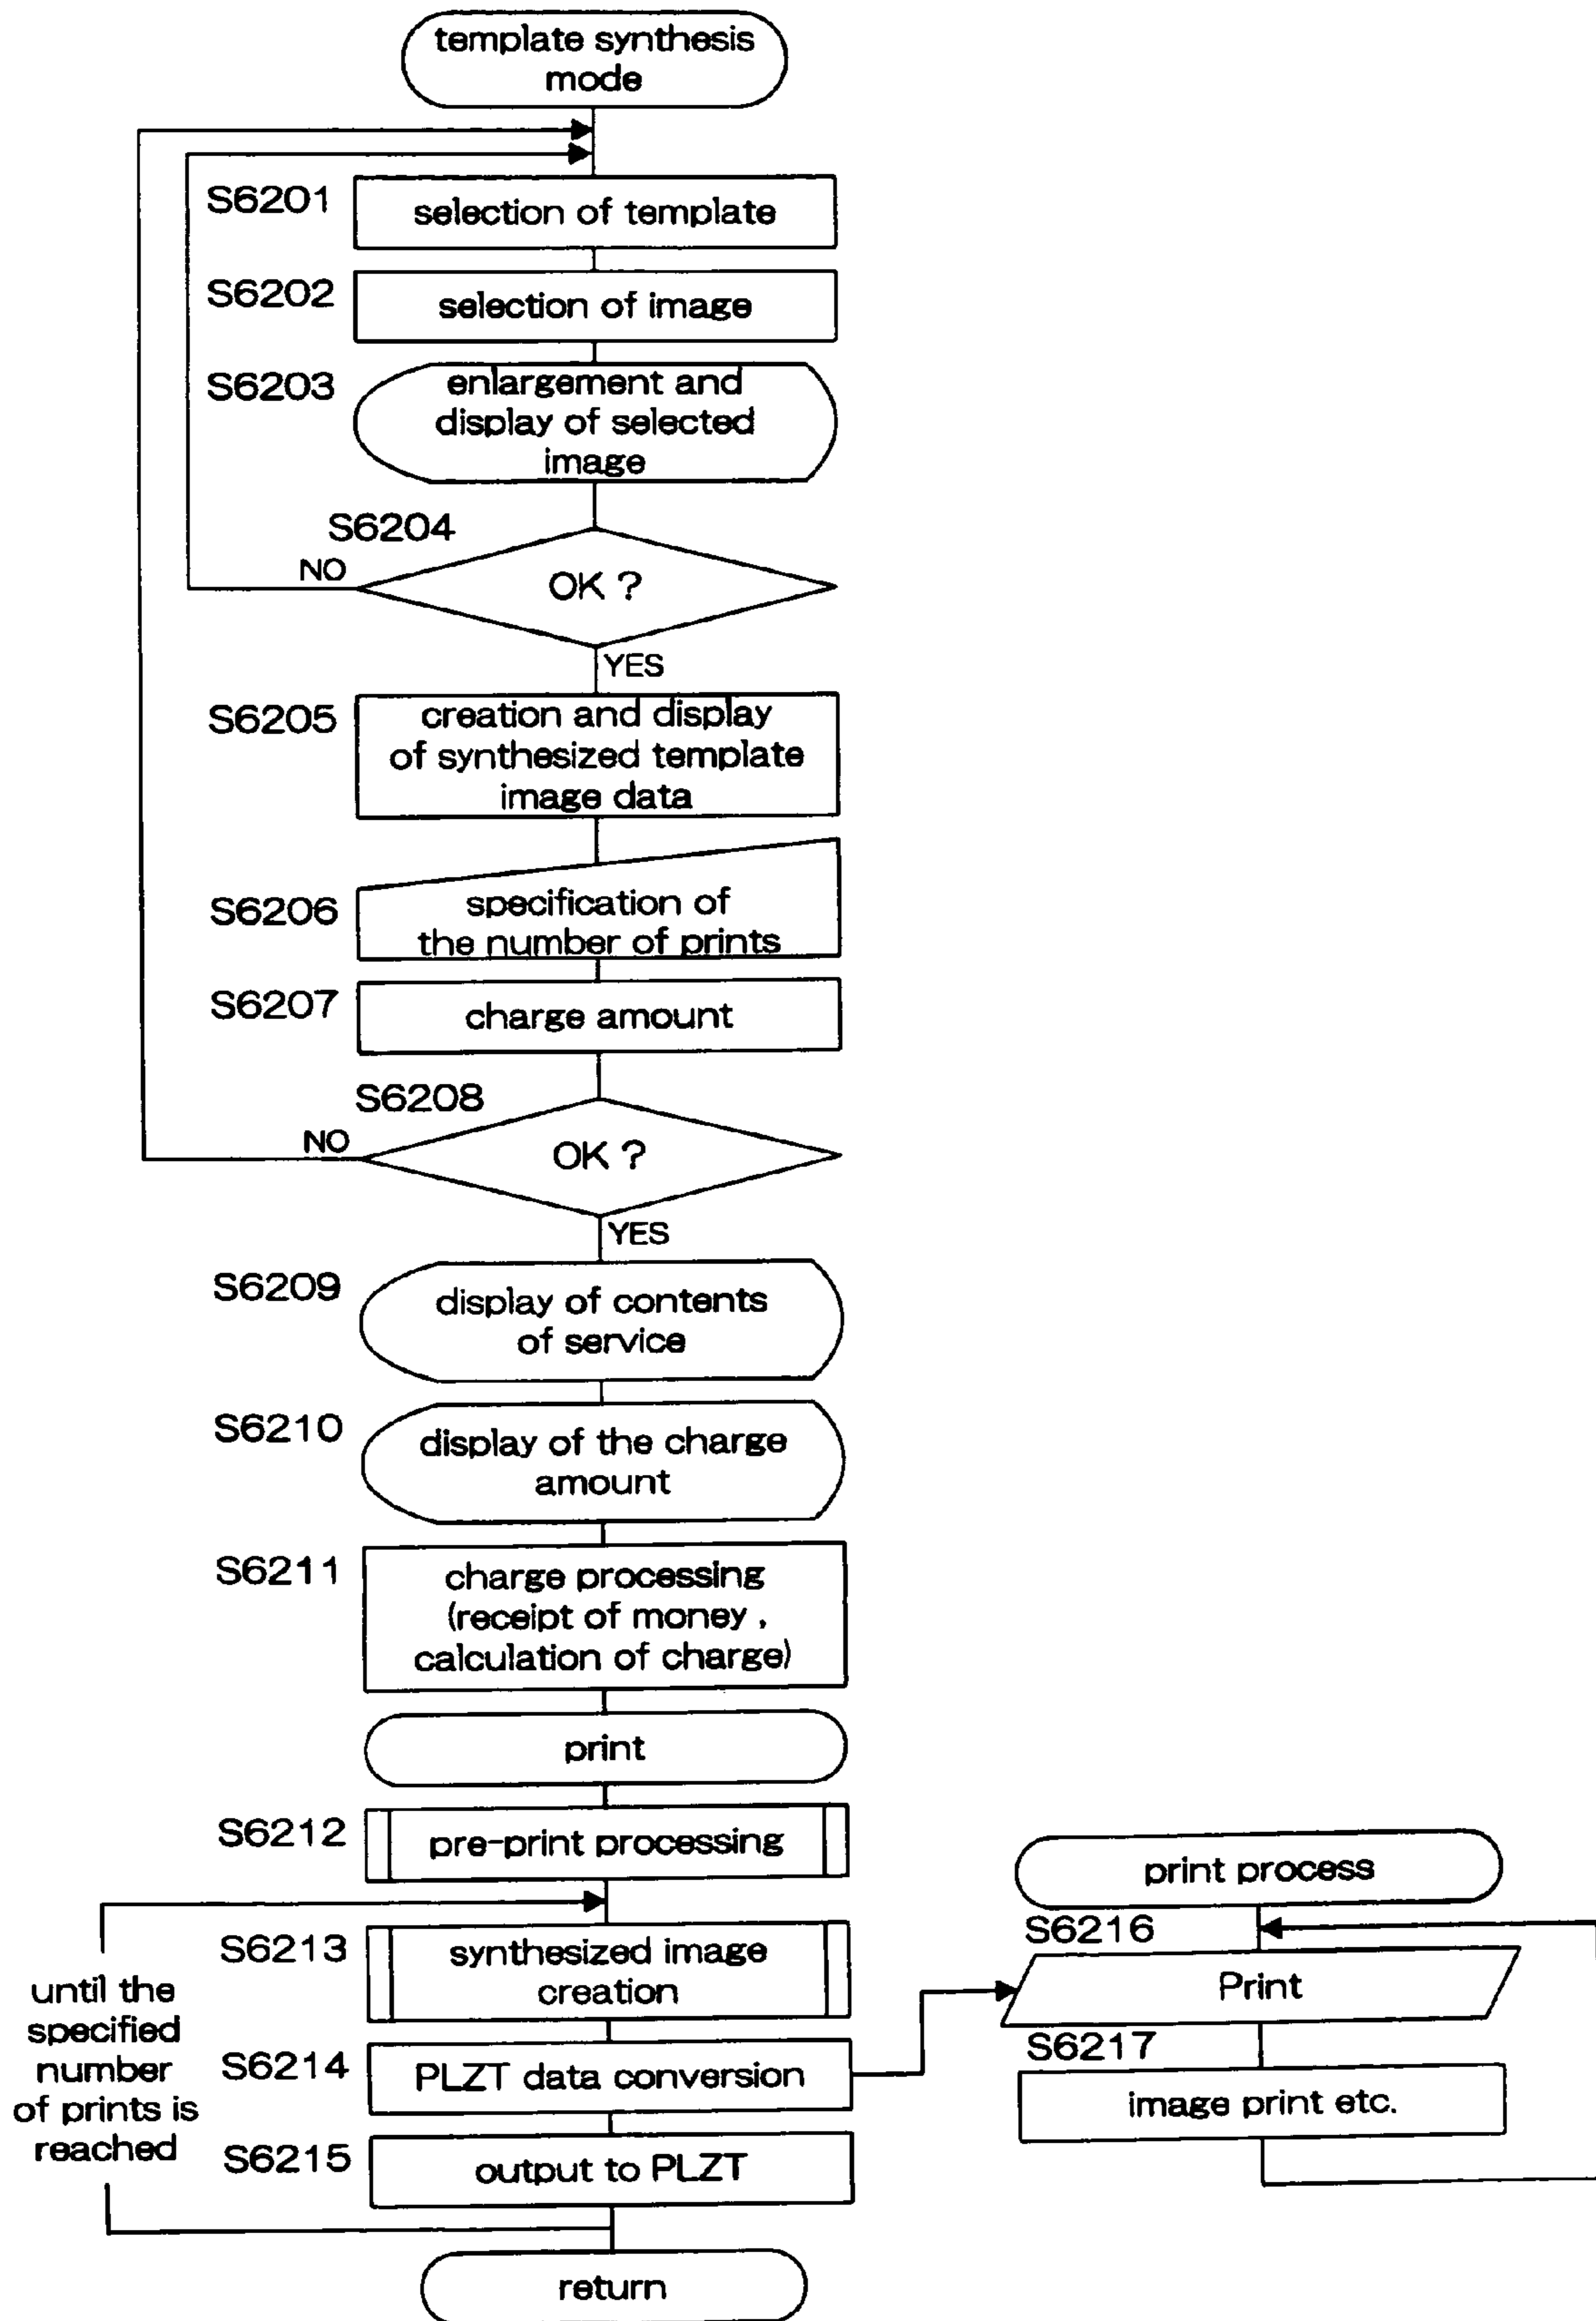 template synthesis
mode
S6201
selection of template
S6202
selection of image
S6203
enlargement and
display of selected
image
S6204
NO
OK ?
YES
S6205
creation and display
of synthesized template
image data
S6206
specification of
the number of prints
S6207
charge amount
S6208
NO
OK ?
YES
S6209
display of contents
of service
S6210
display of the charge
amount
S6211
charge processing
(receipt of money ,
calculation of charge)
print
S6212
pre-print processing
S6213
synthesized image
creation
until the
specified
number
of prints is
reached
S6214
PLZT data conversion
S6215
output to PLZT
return
print process
S6216
Print
S6217
image print etc.